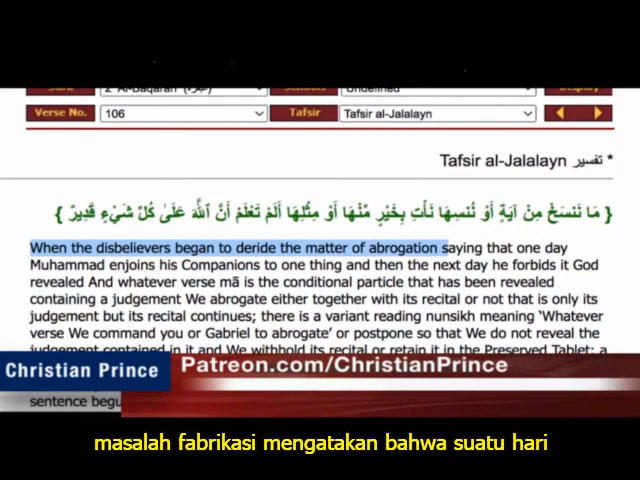 2 Al-Baqarah
Undefined
Verse No. 106 Tafsir Tafsir al-Jalalayn
* تفسير Tafsir al-Jalalayn
{ مَا نَنسَخْ مِنْ آيَةٍ أَوْ نُنسِهَا نَأْتِ بِخَيْرٍ مِّنْهَا أَوْ مِثْلِهَا أَلَمْ تَعْلَمْ أَنَّ ٱللَّهَ عَلَىٰ كُلِّ شَيْءٍ قَدِيرٌ }
When the disbelievers began to deride the matter of abrogation saying that one day
Muhammad enjoins his Companions to one thing and then the next day he forbids it God
revealed And whatever verse mā is the conditional particle that has been revealed
containing a judgement We abrogate either together with its recital or not that is only its
judgement but its recital continues; there is a variant reading nunsikh meaning ‘Whatever
verse We command you or Gabriel to abrogate’ or postpone so that We do not reveal the
judgement contained in it and We withhold its recital or retain it in the Preserved Tablet; a
Christian Prince
Patreon.com/ChristianPrince
sentence
masalah fabrikasi mengatakan bahwa suatu hari